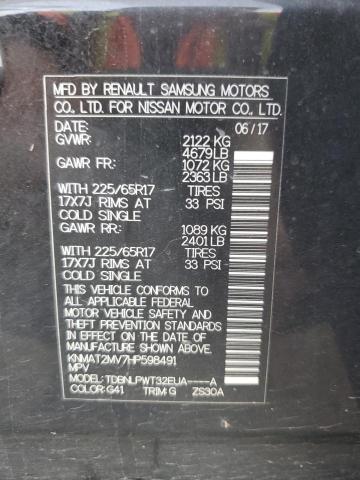 MFD BY RENAULT SAMSUNG MOTORS
CO. LTD. FOR NISSAN MOTOR CO., LTD.
DATE: 06/17
GVWR: 2122 KG
4679 LB
GAWR FR: 1072 KG
2363 LB
WITH 225/65R17 TIRES
17X7J RIMS AT 33 PSI
COLD SINGLE
GAWR RR: 1089 KG
2401 LB
WITH 225/65R17 TIRES
17X7J RIMS AT 33 PSI
COLD SINGLE
THIS VEHICLE CONFORMS TO
ALL APPLICABLE FEDERAL
MOTOR VEHICLE SAFETY AND
THEFT PREVENTION STANDARDS
IN EFFECT ON THE DATE OF
MANUFACTURE SHOWN ABOVE.
KNMAT2MV7HP598491
MPV
MODEL: TDBNLPWT32EUA----A
COLOR: G41 TRIM: G ZS30A